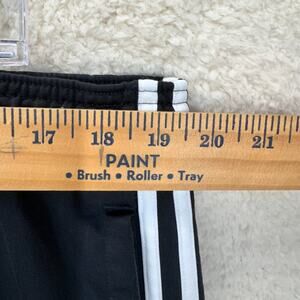 17 18 19 20 21
PAINT
• Brush • Roller • Tray